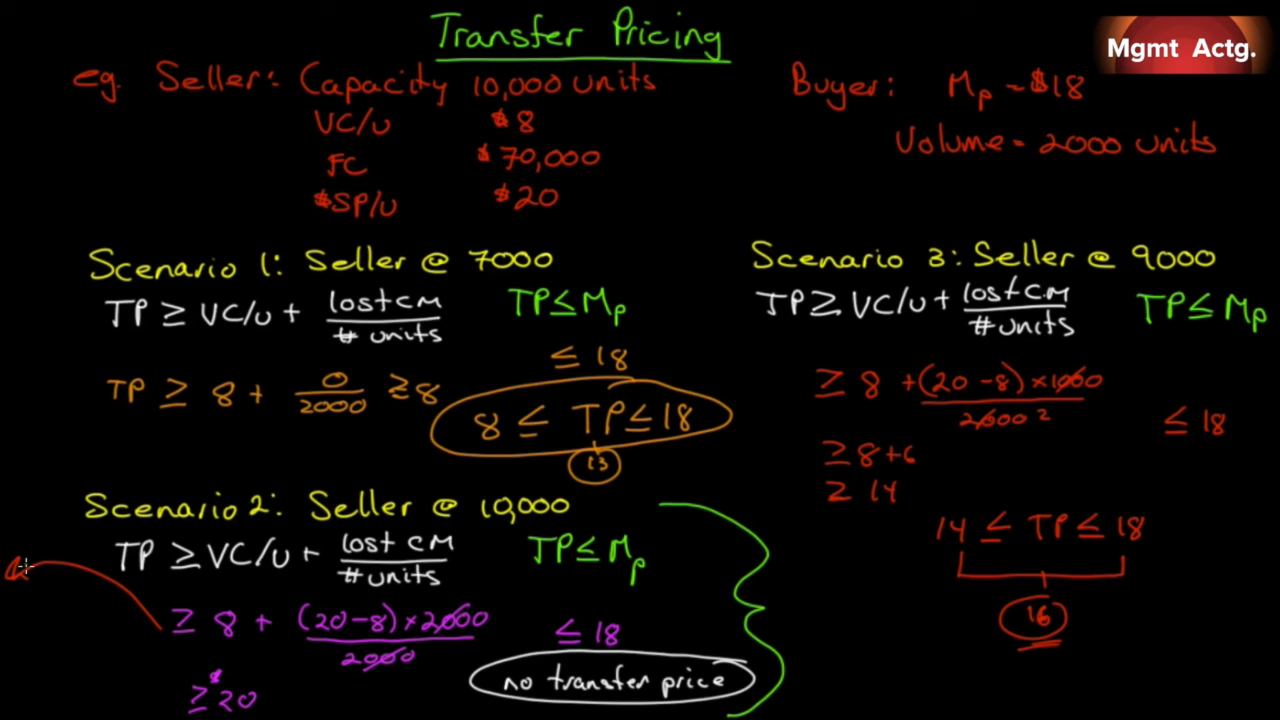 Transfer Pricing
Mgmt Actg.
eg. Seller: Capacity 10,000 units
VC/u $8
FC $70,000
$SP/u $20
Buyer: Mp = $18
Volume = 2000 units
Scenario 1: Seller @ 7000
TP ≥ VC/u + lost CM / # units TP ≤ Mp
≤ 18
TP ≥ 8 + 0 / 2000 ≥ 8
8 ≤ TP ≤ 18
13
Scenario 2: Seller @ 10,000
TP ≥ VC/u + lost CM / # units TP ≤ Mp
≥ 8 + (20-8) × 2000 / 2000 ≤ 18
≥ $20
no transfer price
Scenario 3: Seller @ 9000
TP ≥ VC/u + lost CM / # units TP ≤ Mp
≥ 8 + (20-8) × 1000 / 2000 2
≤ 18
≥ 8+6
≥ 14
14 ≤ TP ≤ 18
16